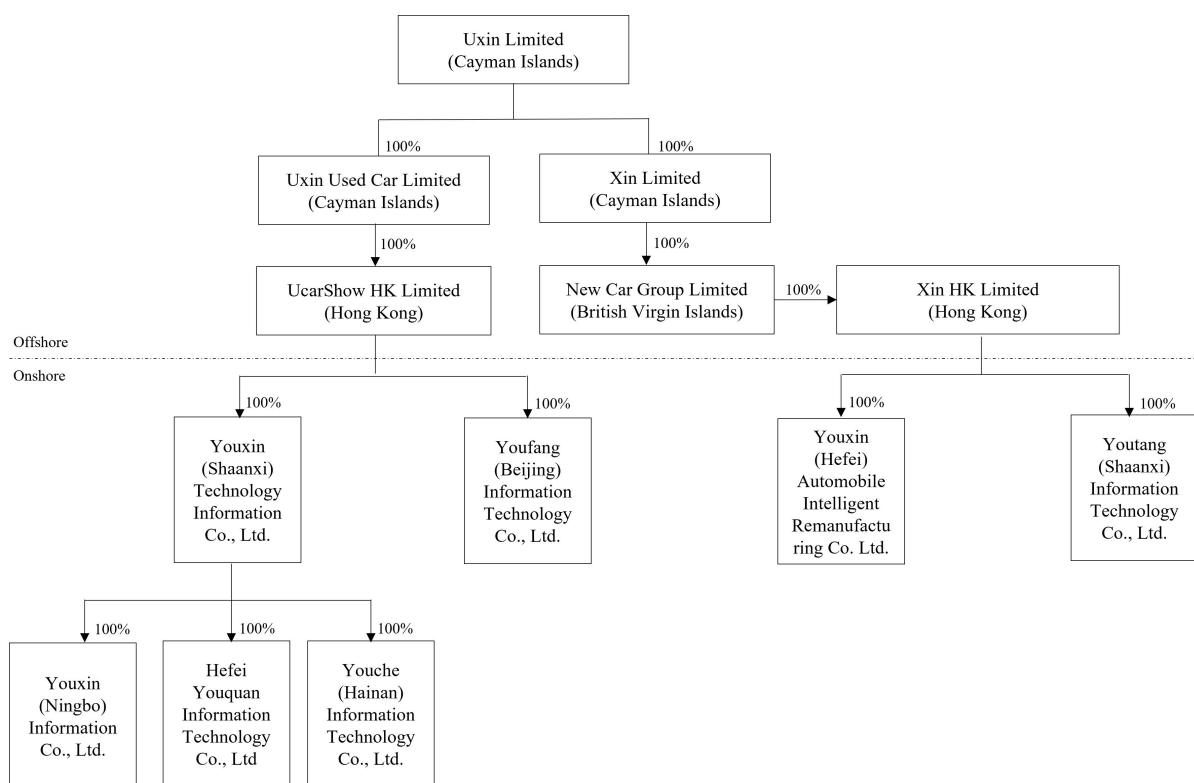 Uxin Limited
(Cayman Islands)
100%
100%
Uxin Used Car Limited
(Cayman Islands)
Xin Limited
(Cayman Islands)
100%
100%
UcarShow HK Limited
(Hong Kong)
New Car Group Limited
(British Virgin Islands)
100%
Xin HK Limited
(Hong Kong)
Offshore
Onshore
100%
100%
100%
100%
Youxin
(Shaanxi)
Technology
Information
Co., Ltd.
Youfang
(Beijing)
Information
Technology
Co., Ltd.
Youxin
(Hefei)
Automobile
Intelligent
Remanufactu
ring Co. Ltd.
Youtang
(Shaanxi)
Information
Technology
Co., Ltd.
100%
100%
100%
Youxin
(Ningbo)
Information
Co., Ltd.
Hefei
Youquan
Information
Technology
Co., Ltd
Youche
(Hainan)
Information
Technology
Co., Ltd.